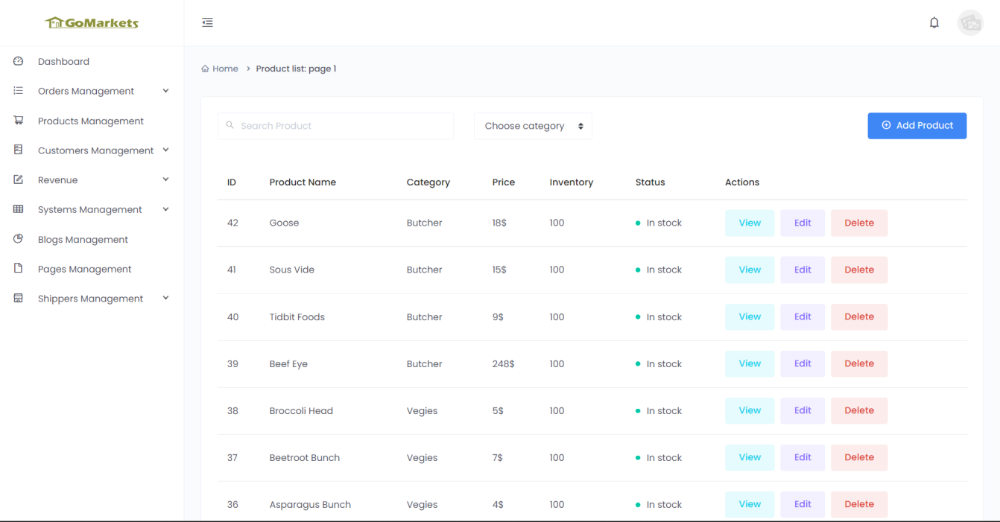 GoMarkets
Dashboard
Orders Management
Products Management
Customers Management
Revenue
Systems Management
Blogs Management
Pages Management
Shippers Management
Home > Product list: page 1
Search Product
Choose category
Add Product
ID Product Name Category Price Inventory Status Actions
42 Goose Butcher 18$ 100 In stock View Edit Delete
41 Sous Vide Butcher 15$ 100 In stock View Edit Delete
40 Tidbit Foods Butcher 9$ 100 In stock View Edit Delete
39 Beef Eye Butcher 248$ 100 In stock View Edit Delete
38 Broccoli Head Vegies 5$ 100 In stock View Edit Delete
37 Beetroot Bunch Vegies 7$ 100 In stock View Edit Delete
36 Asparagus Bunch Vegies 4$ 100 In stock View Edit Delete